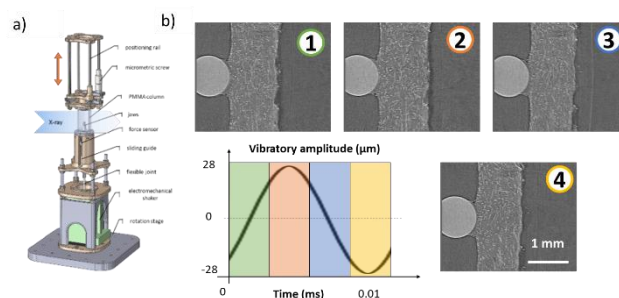 a)
positioning rail
micrometric screw
PMMA-column
X-ray
jaws
force sensor
sliding guide
flexible joint
electromechanical
shaker
rotation stage
b)
1
2
3
Vibratory amplitude (µm)
28
0
-28
0
0.01
Time (ms)
4
1 mm